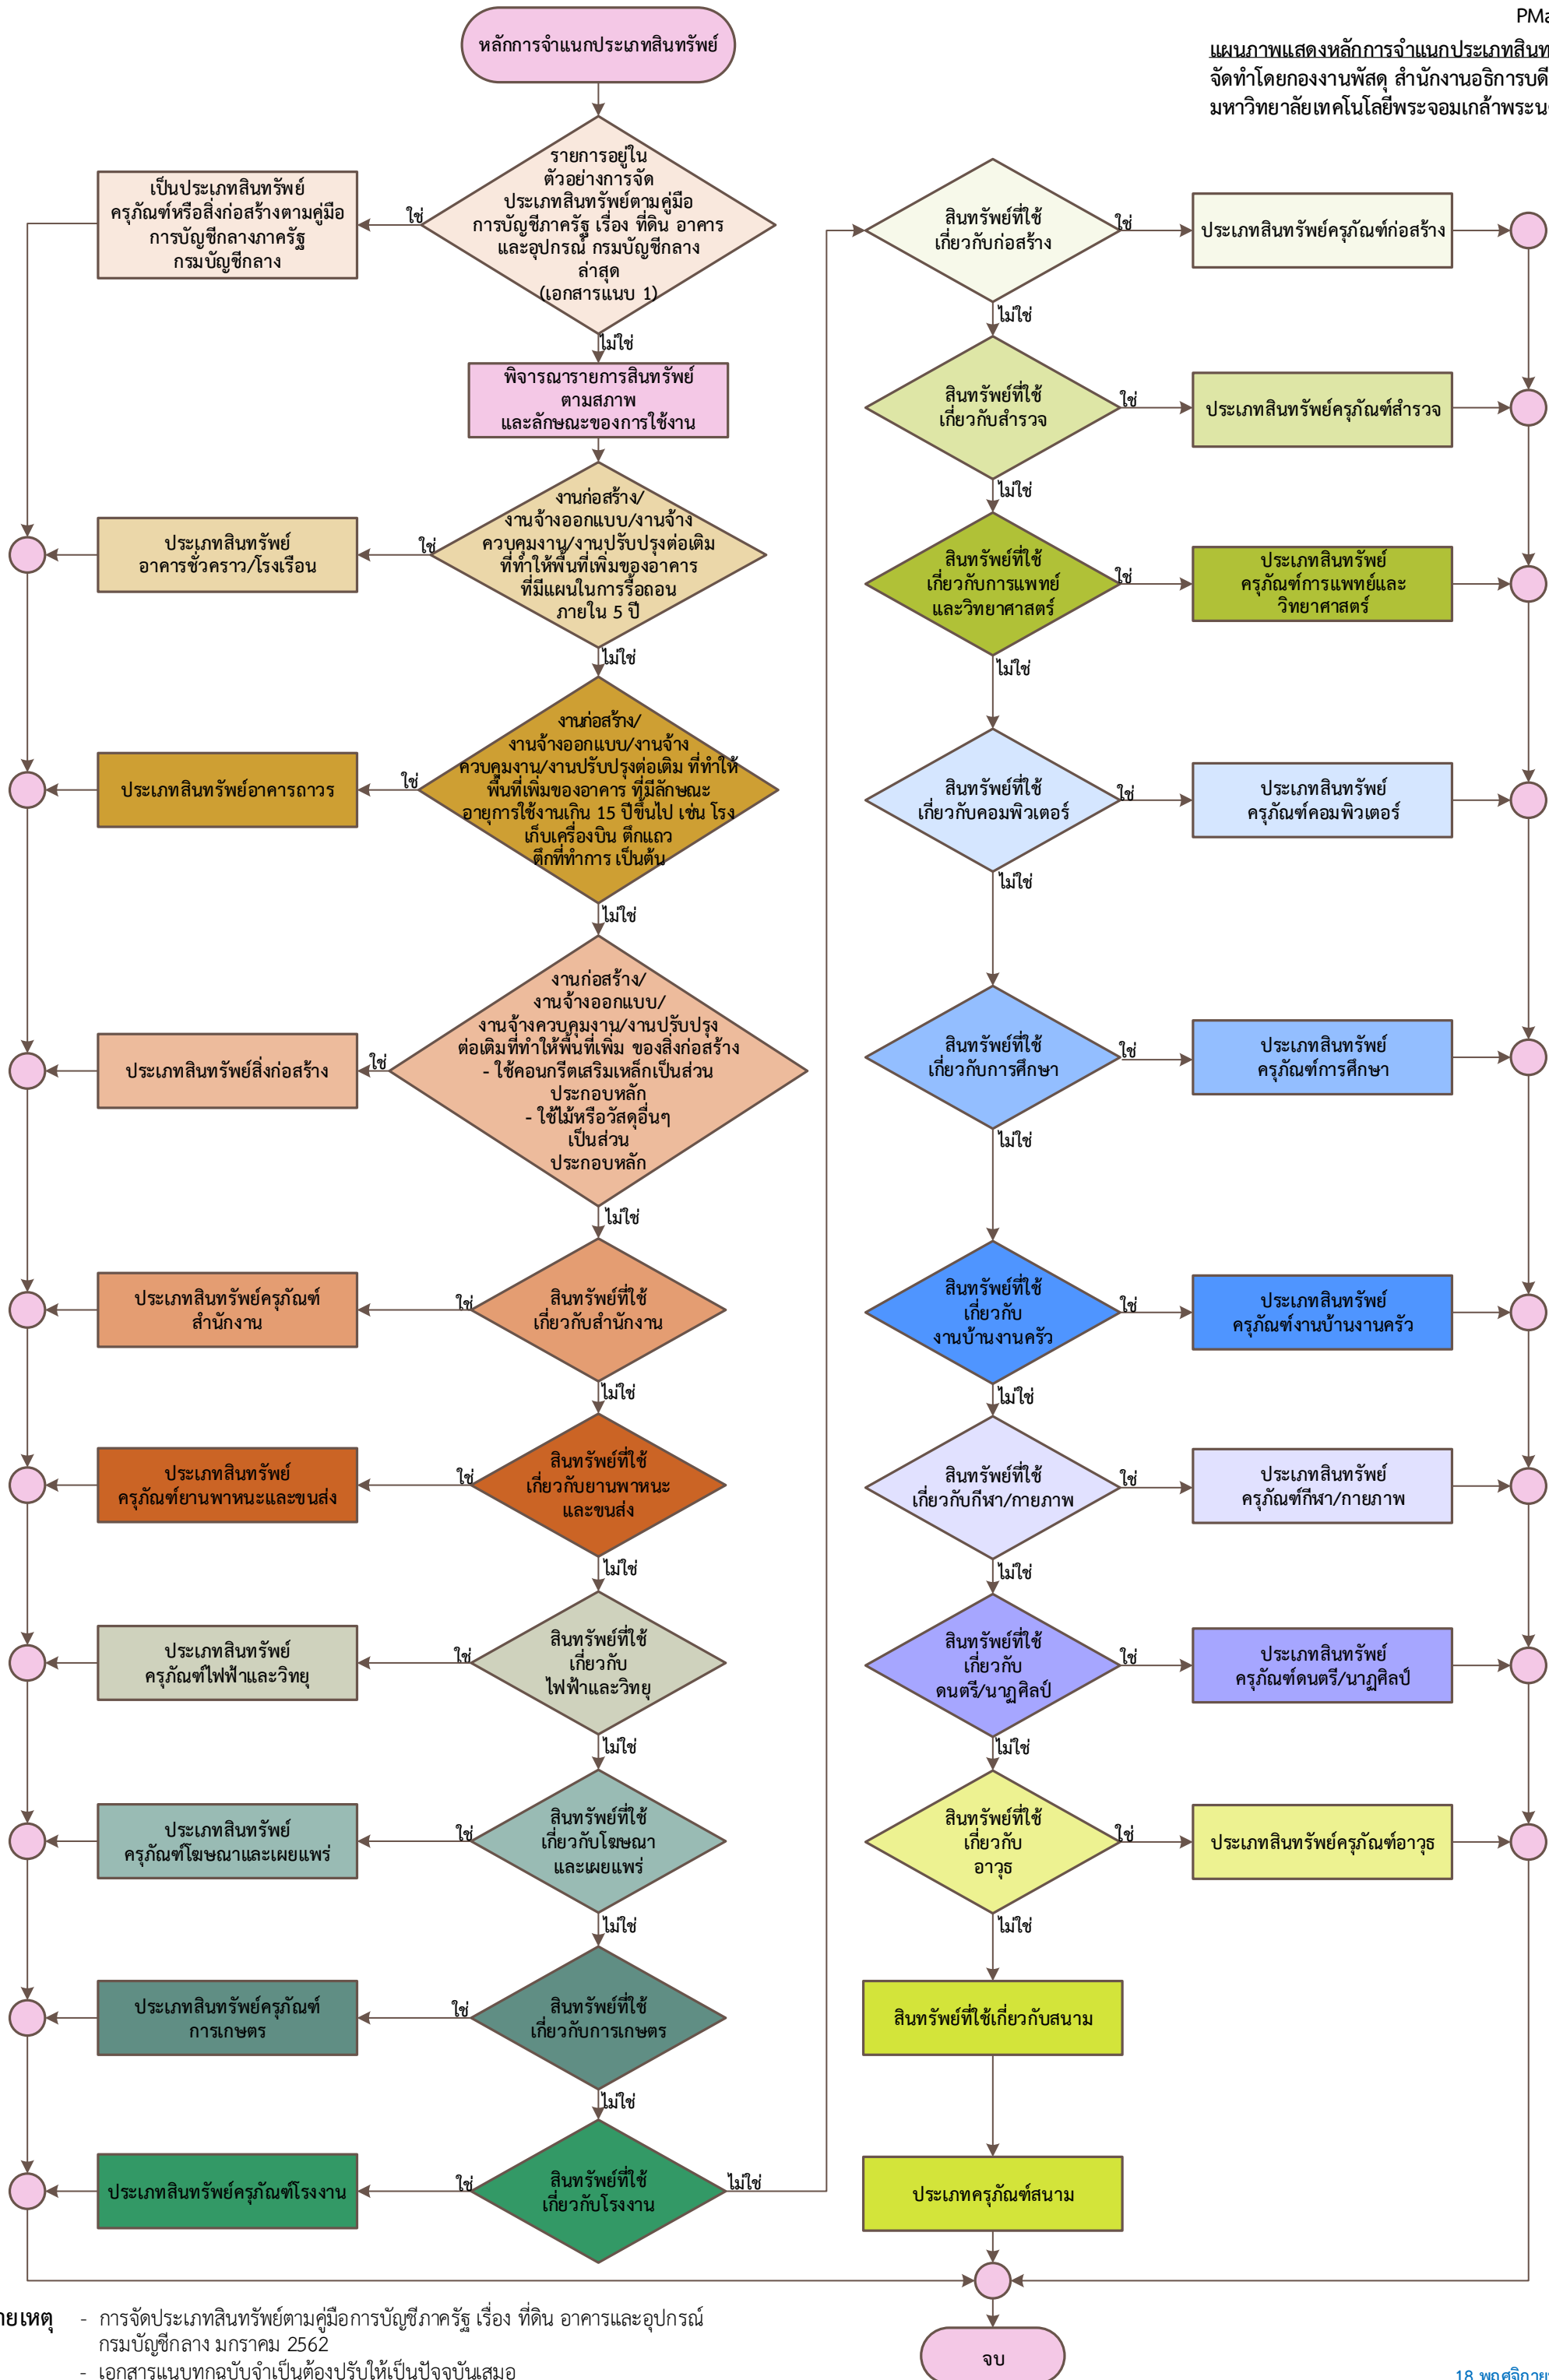 หลักการจำแนกประเภทสินทรัพย์
แผนภาพแสดงหลักการจำแนกประเภท
จัดทำโดยกองงานพัสดุ สำนักงานอธิการบดี
รายการอยู่ใน
ตัวอย่างการจัด
ประเภทสินทรัพย์ตามคู่มือ
การบัญชีภาครัฐ เรื่อง ที่ดิน อาคาร
และอุปกรณ์ กรมบัญชีกลาง
ล่าสุด
(เอกสารแนบ 1)
ใช่
เป็นประเภทสินทรัพย์
ครุภัณฑ์หรือสิ่งก่อสร้างตามคู่มือ
การบัญชีกลางภาครัฐ
กรมบัญชีกลาง
ไม่ใช่
พิจารณารายการสินทรัพย์
ตามสภาพ
และลักษณะของการใช้งาน
งานก่อสร้าง/
งานจ้างออกแบบ/งานจ้าง
ควบคุมงาน/งานปรับปรุงต่อเติม
ที่ทำให้พื้นที่เพิ่มของอาคาร
ที่มีแผนในการรื้อถอน
ภายใน 5 ปี
ใช่
ประเภทสินทรัพย์
อาคารชั่วคราว/โรงเรือน
ไม่ใช่
งานก่อสร้าง/
งานจ้างออกแบบ/งานจ้าง
ควบคุมงาน/งานปรับปรุงต่อเติม ที่ทำให้
พื้นที่เพิ่มของอาคาร ที่มีลักษณะ
อายุการใช้งานเกิน 15 ปีขึ้นไป เช่น โรง
เก็บเครื่องบิน ตึกแถว
ตึกที่ทำการ เป็นต้น
ใช่
ประเภทสินทรัพย์อาคารถาวร
ไม่ใช่
งานก่อสร้าง/
งานจ้างออกแบบ/
งานจ้างควบคุมงาน/งานปรับปรุง
ต่อเติมที่ทำให้พื้นที่เพิ่ม ของสิ่งก่อสร้าง
- ใช้คอนกรีตเสริมเหล็กเป็นส่วน
ประกอบหลัก
- ใช้ไม้หรือวัสดุอื่นๆ
เป็นส่วน
ประกอบหลัก
ใช่
ประเภทสินทรัพย์สิ่งก่อสร้าง
ไม่ใช่
สินทรัพย์ที่ใช้
เกี่ยวกับสำนักงาน
ใช่
ประเภทสินทรัพย์ครุภัณฑ์
สำนักงาน
ไม่ใช่
สินทรัพย์ที่ใช้
เกี่ยวกับยานพาหนะ
และขนส่ง
ใช่
ประเภทสินทรัพย์
ครุภัณฑ์ยานพาหนะและขนส่ง
ไม่ใช่
สินทรัพย์ที่ใช้
เกี่ยวกับ
ไฟฟ้าและวิทยุ
ใช่
ประเภทสินทรัพย์
ครุภัณฑ์ไฟฟ้าและวิทยุ
ไม่ใช่
สินทรัพย์ที่ใช้
เกี่ยวกับโฆษณา
และเผยแพร่
ใช่
ประเภทสินทรัพย์
ครุภัณฑ์โฆษณาและเผยแพร่
ไม่ใช่
สินทรัพย์ที่ใช้
เกี่ยวกับการเกษตร
ใช่
ประเภทสินทรัพย์ครุภัณฑ์
การเกษตร
ไม่ใช่
สินทรัพย์ที่ใช้
เกี่ยวกับโรงงาน
ใช่
ประเภทสินทรัพย์ครุภัณฑ์โรงงาน
ไม่ใช่
สินทรัพย์ที่ใช้
เกี่ยวกับก่อสร้าง
ใช่
ประเภทสินทรัพย์ครุภัณฑ์ก่อสร้าง
ไม่ใช่
สินทรัพย์ที่ใช้
เกี่ยวกับสำรวจ
ใช่
ประเภทสินทรัพย์ครุภัณฑ์สำรวจ
ไม่ใช่
สินทรัพย์ที่ใช้
เกี่ยวกับการแพทย์
และวิทยาศาสตร์
ใช่
ประเภทสินทรัพย์
ครุภัณฑ์การแพทย์และ
วิทยาศาสตร์
ไม่ใช่
สินทรัพย์ที่ใช้
เกี่ยวกับคอมพิวเตอร์
ใช่
ประเภทสินทรัพย์
ครุภัณฑ์คอมพิวเตอร์
ไม่ใช่
สินทรัพย์ที่ใช้
เกี่ยวกับการศึกษา
ใช่
ประเภทสินทรัพย์
ครุภัณฑ์การศึกษา
ไม่ใช่
สินทรัพย์ที่ใช้
เกี่ยวกับ
งานบ้านงานครัว
ใช่
ประเภทสินทรัพย์
ครุภัณฑ์งานบ้านงานครัว
ไม่ใช่
สินทรัพย์ที่ใช้
เกี่ยวกับกีฬา/กายภาพ
ใช่
ประเภทสินทรัพย์
ครุภัณฑ์กีฬา/กายภาพ
ไม่ใช่
สินทรัพย์ที่ใช้
เกี่ยวกับ
ดนตรี/นาฏศิลป์
ใช่
ประเภทสินทรัพย์
ครุภัณฑ์ดนตรี/นาฏศิลป์
ไม่ใช่
สินทรัพย์ที่ใช้
เกี่ยวกับ
อาวุธ
ใช่
ประเภทสินทรัพย์ครุภัณฑ์อาวุธ
ไม่ใช่
สินทรัพย์ที่ใช้เกี่ยวกับสนาม
ประเภทครุภัณฑ์สนาม
จบ
- การจัดประเภทสินทรัพย์ตามคู่มือการบัญชีภาครัฐ เรื่อง ที่ดิน อาคารและอุปกรณ์
กรมบัญชีกลาง มกราคม 2562
- เอกสารแนบทุกฉบับจำเป็นต้องปรับให้เป็นปัจจุบันเสมอ
18